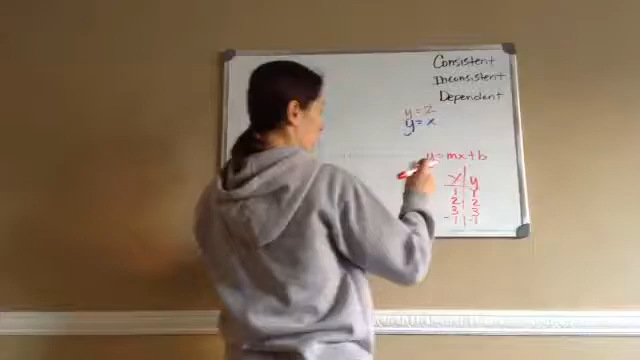 Consistent
Inconsistent
Dependent
y = 2
y = x
y = mx + b
x | y
1 | 1
2 | 2
3 | 3
-1 | -1